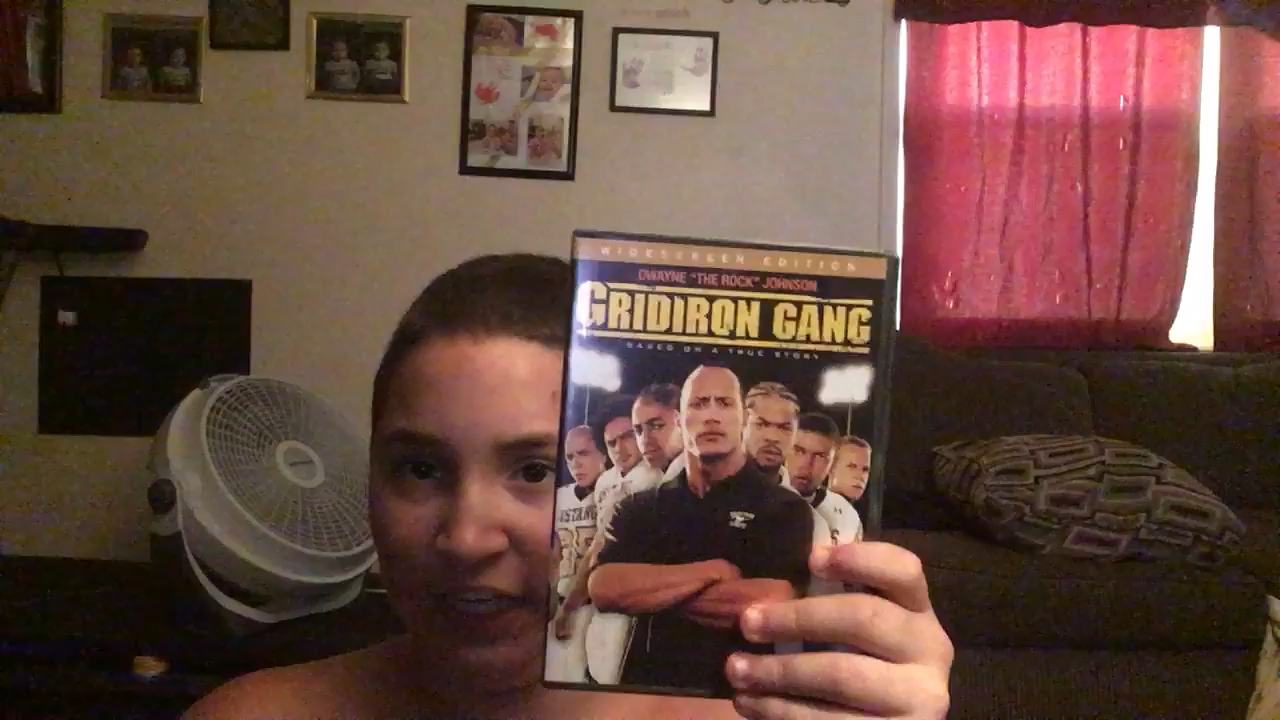 WIDESCREEN EDITION
DWAYNE "THE ROCK" JOHNSON
GRIDIRON GANG
BASED ON A TRUE STORY